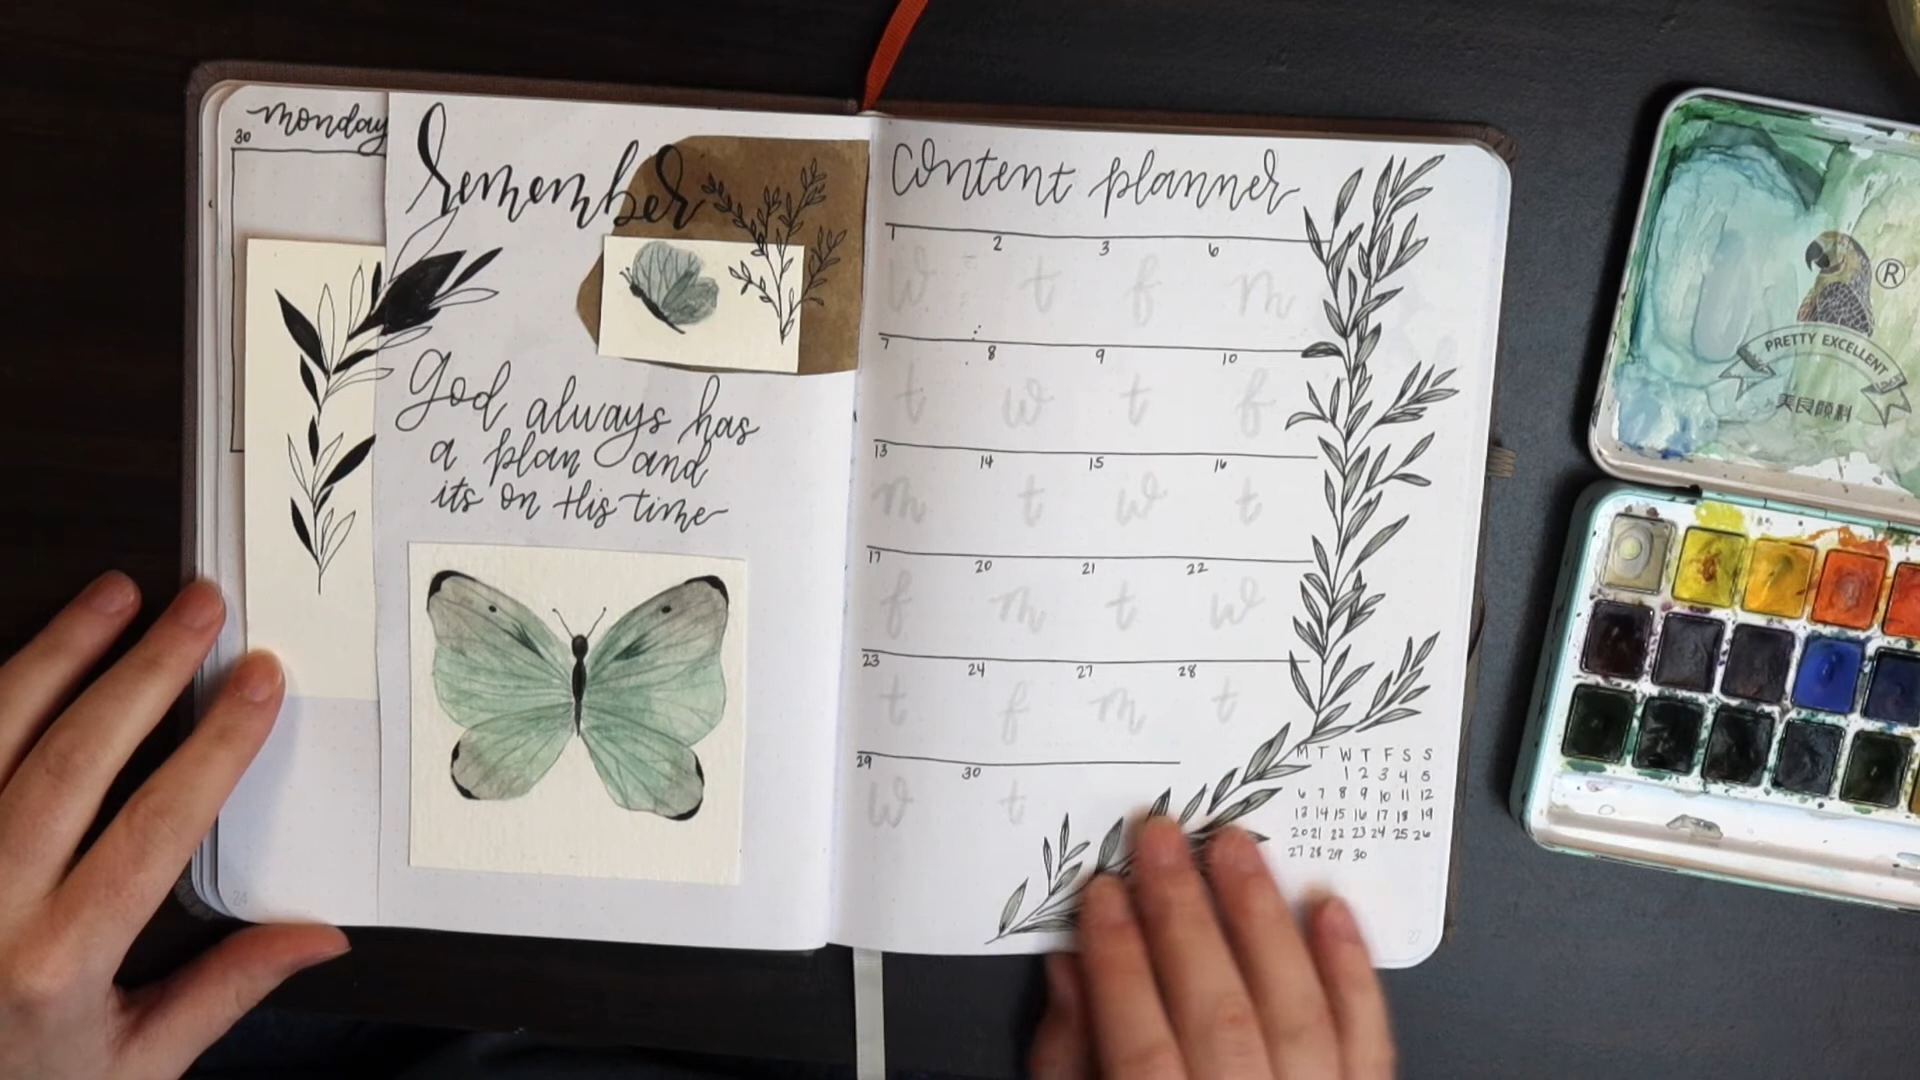 30 monday
Remember
God always has
a plan and
its on His time
24
Content planner
1 2 3 6
w t f m
7 8 9 10
t w t f
13 14 15 16
m t w t
17 20 21 22
f m t w
23 24 27 28
t f m t
29 30
w t
M T W T F S S
1 2 3 4 5
6 7 8 9 10 11 12
13 14 15 16 17 18 19
20 21 22 23 24 25 26
27 28 29 30
27
®
PRETTY EXCELLENT
美良颜料